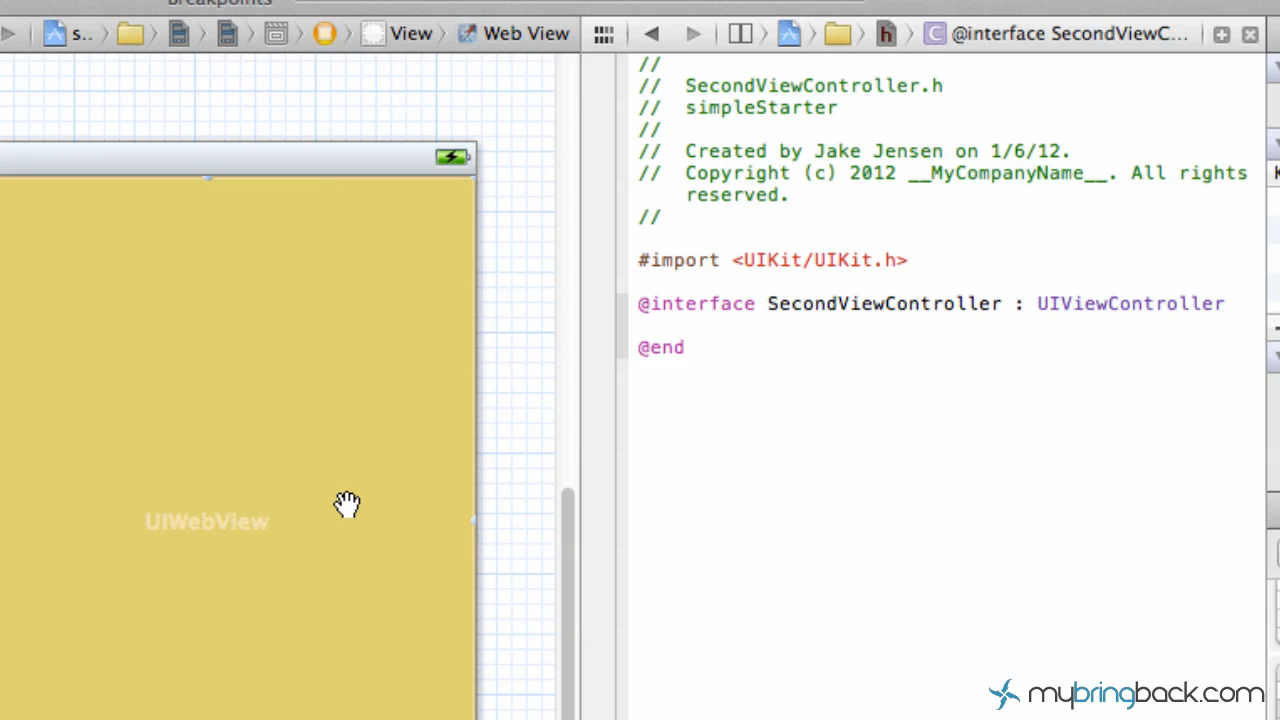 Breakpoints
s.. View Web View @interface SecondViewC...
//
// SecondViewController.h
// simpleStarter
//
// Created by Jake Jensen on 1/6/12.
// Copyright (c) 2012 __MyCompanyName__. All rights
reserved.
//
#import <UIKit/UIKit.h>
@interface SecondViewController : UIViewController
@end
UIWebView
mybringback.com